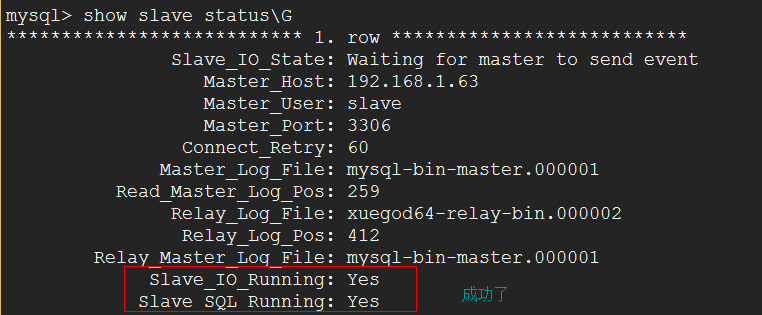 mysql> show slave status\G
*************************** 1. row ***************************
Slave_IO_State: Waiting for master to send event
Master_Host: 192.168.1.63
Master_User: slave
Master_Port: 3306
Connect_Retry: 60
Master_Log_File: mysql-bin-master.000001
Read_Master_Log_Pos: 259
Relay_Log_File: xuegod64-relay-bin.000002
Relay_Log_Pos: 412
Relay_Master_Log_File: mysql-bin-master.000001
Slave_IO_Running: Yes
Slave_SQL_Running: Yes 成功了